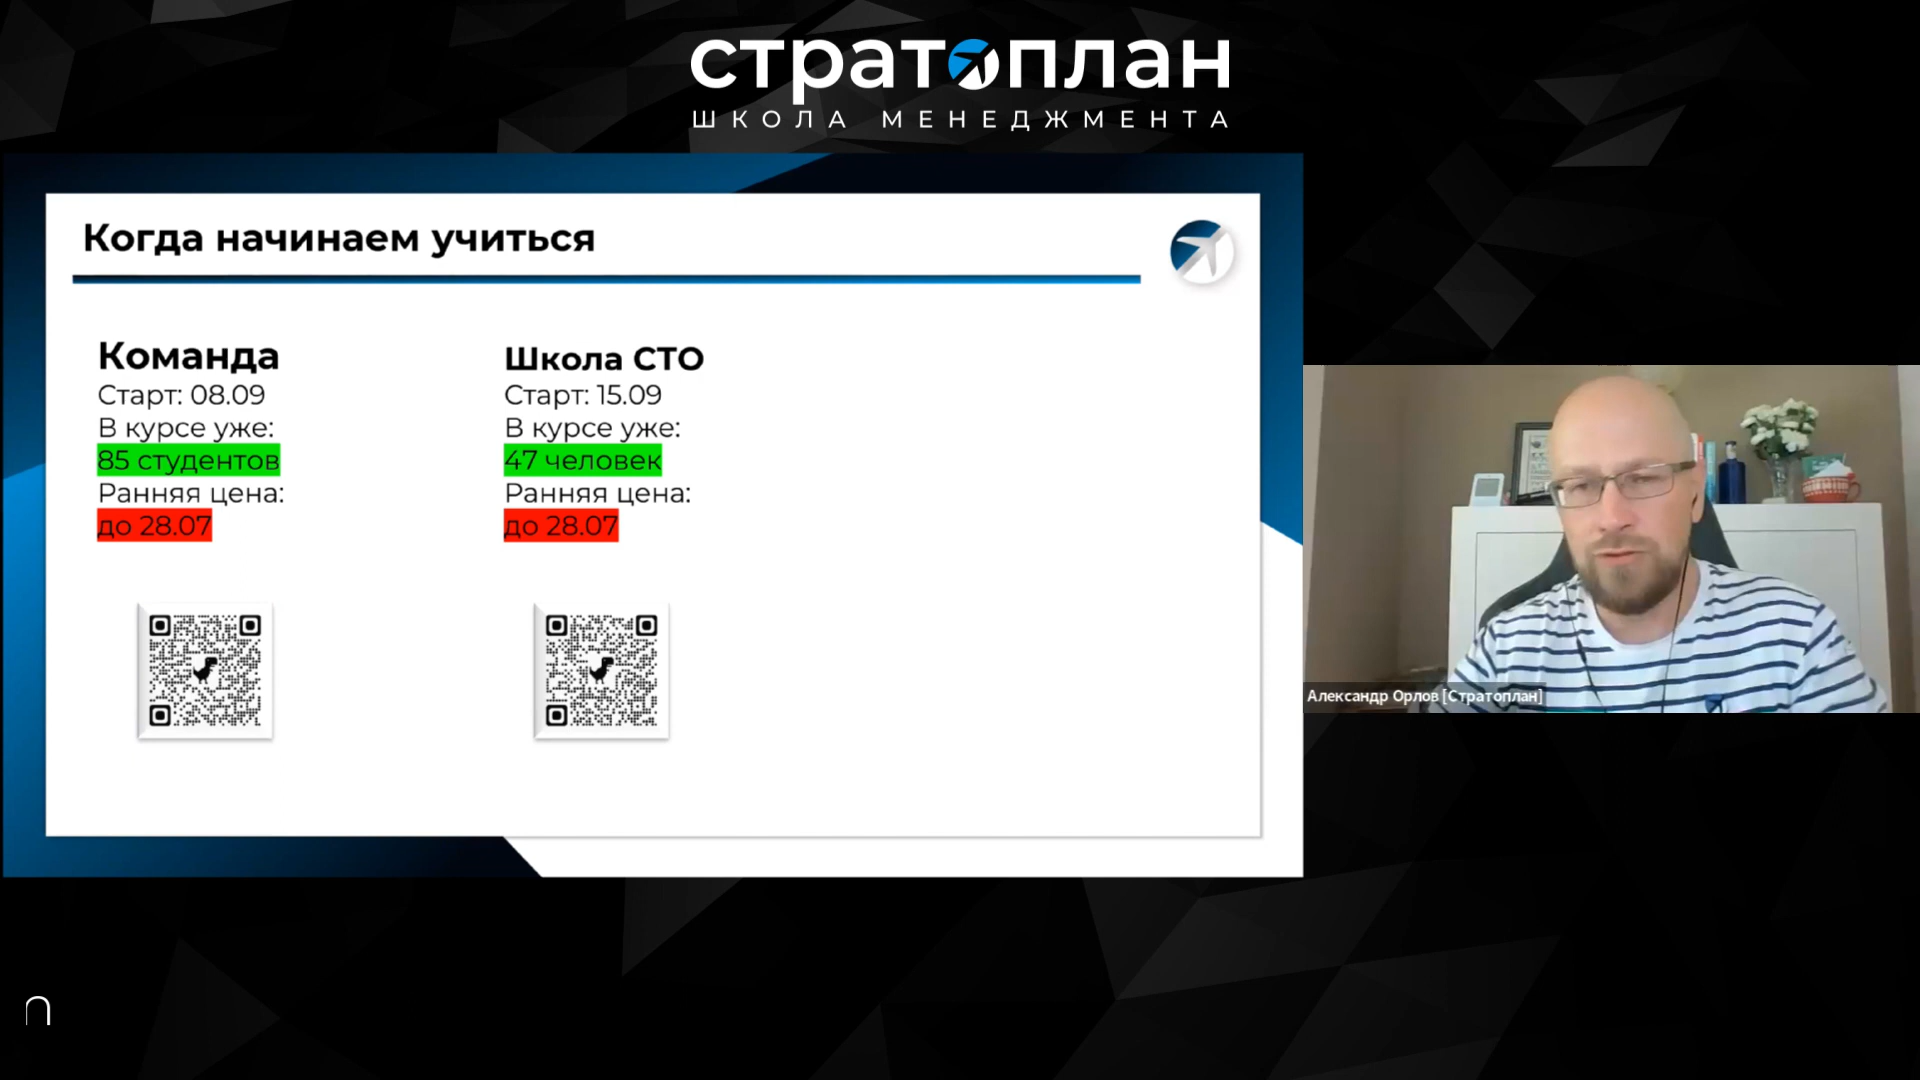 стратоплан
ШКОЛА МЕНЕДЖМЕНТА
Когда начинаем учиться
Команда
Старт: 08.09
В курсе уже:
85 студентов
Ранняя цена:
до 28.07
Школа CTO
Старт: 15.09
В курсе уже:
47 человек
Ранняя цена:
до 28.07
Александр Орлов [Стратоплан]